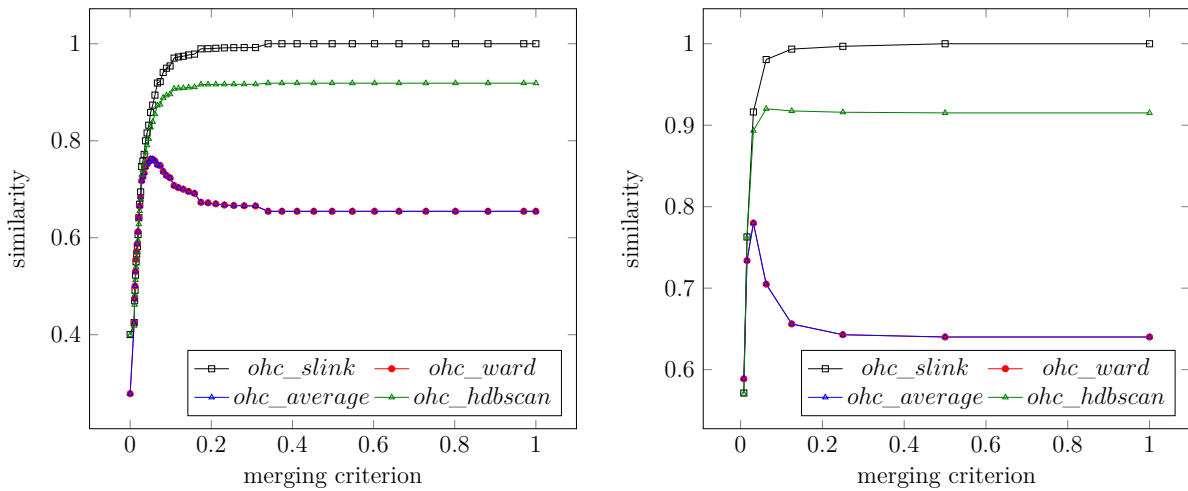 1
0.8
0.6
0.4
similarity
0 0.2 0.4 0.6 0.8 1
merging criterion
ohc_slink ohc_ward
ohc_average ohc_hdbscan
1
0.9
0.8
0.7
0.6
similarity
0 0.2 0.4 0.6 0.8 1
merging criterion
ohc_slink ohc_ward
ohc_average ohc_hdbscan